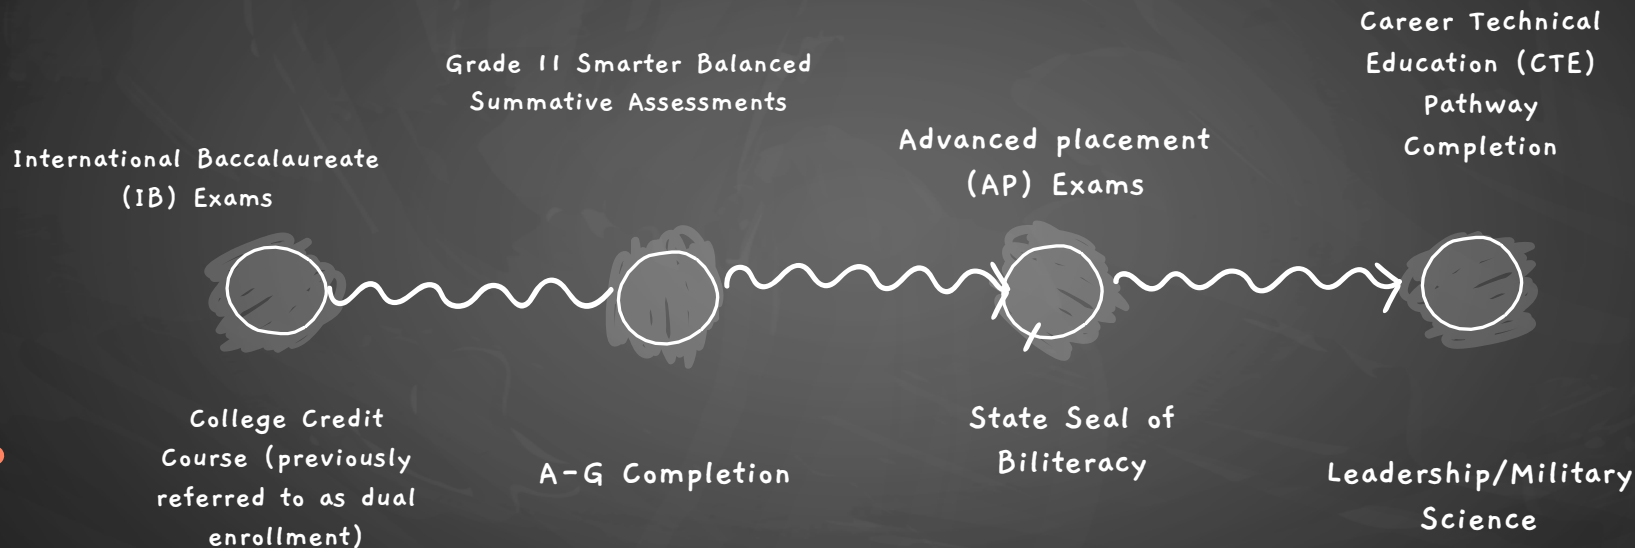 International Baccalaureate
(IB) Exams
Grade 11 Smarter Balanced
Summative Assessments
Advanced placement
(AP) Exams
Career Technical
Education (CTE)
Pathway
Completion
College Credit
Course (previously
referred to as dual
enrollment)
A-G Completion
State Seal of
Biliteracy
Leadership/Military
Science